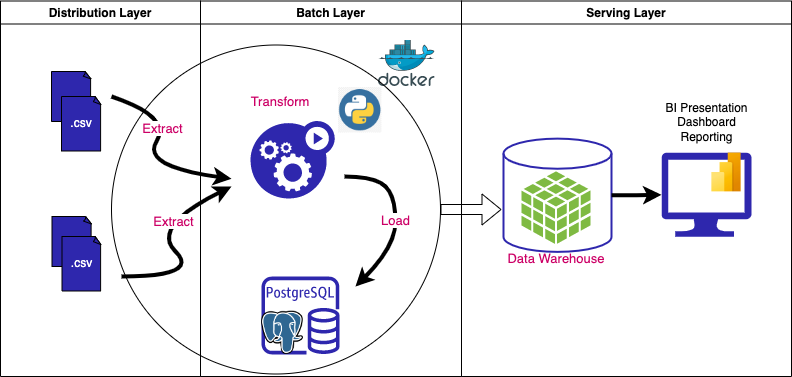 Distribution Layer
Batch Layer
Serving Layer
docker
Transform
.CSV
Extract
BI Presentation
Dashboard
Reporting
Extract
Load
.CSV
Data Warehouse
PostgreSQL